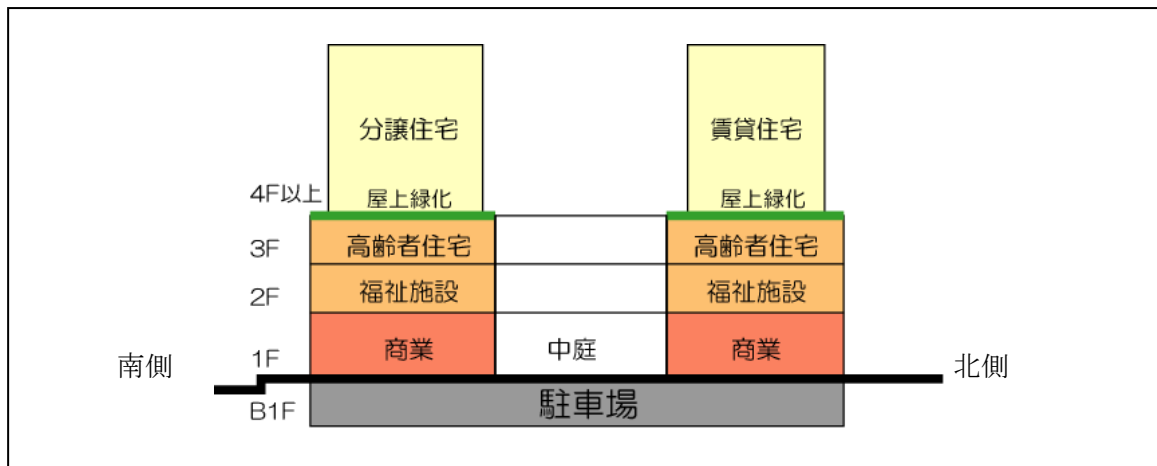 分譲住宅 賃貸住宅
4F以上 屋上緑化 屋上緑化
3F 高齢者住宅 高齢者住宅
2F 福祉施設 福祉施設
1F 商業 中庭 商業
南側 北側
B1F 駐車場